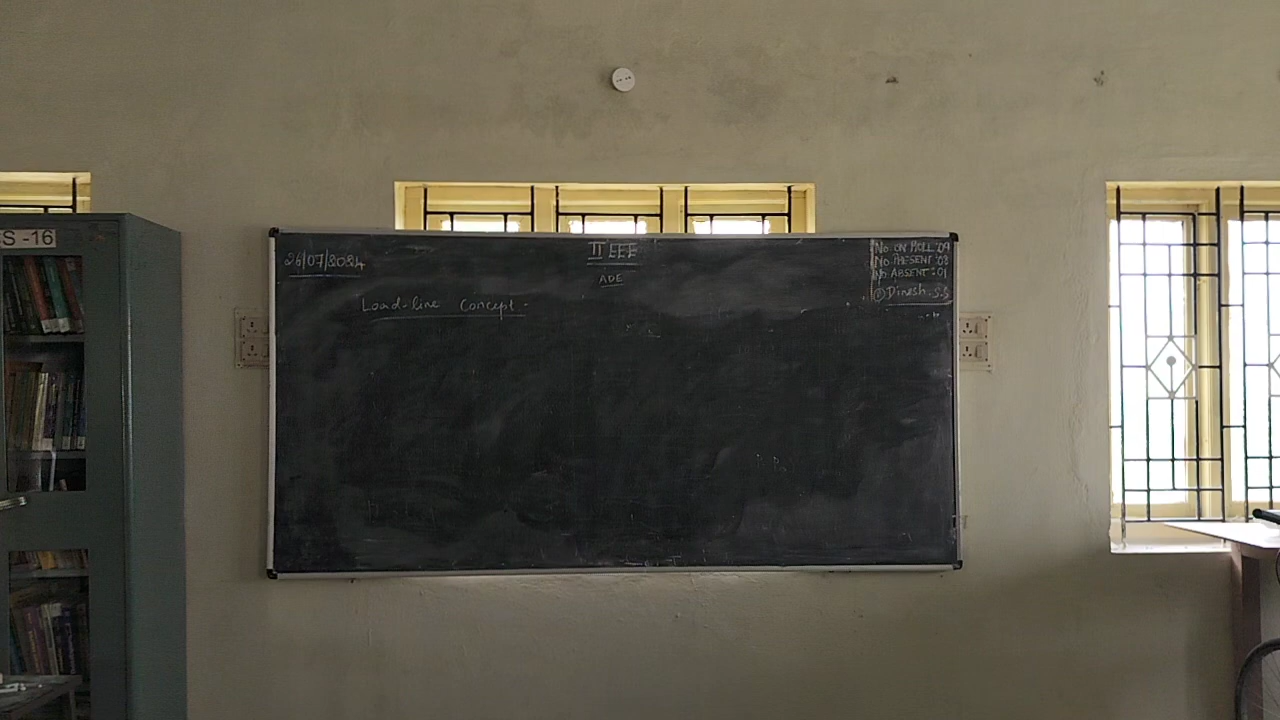 S-16
26/07/2024
II EEE
ADE
Load-line Concept.
No. ON ROLL: 09
No. PRESENT: 08
No. ABSENT: 01
① Dinesh. S.S